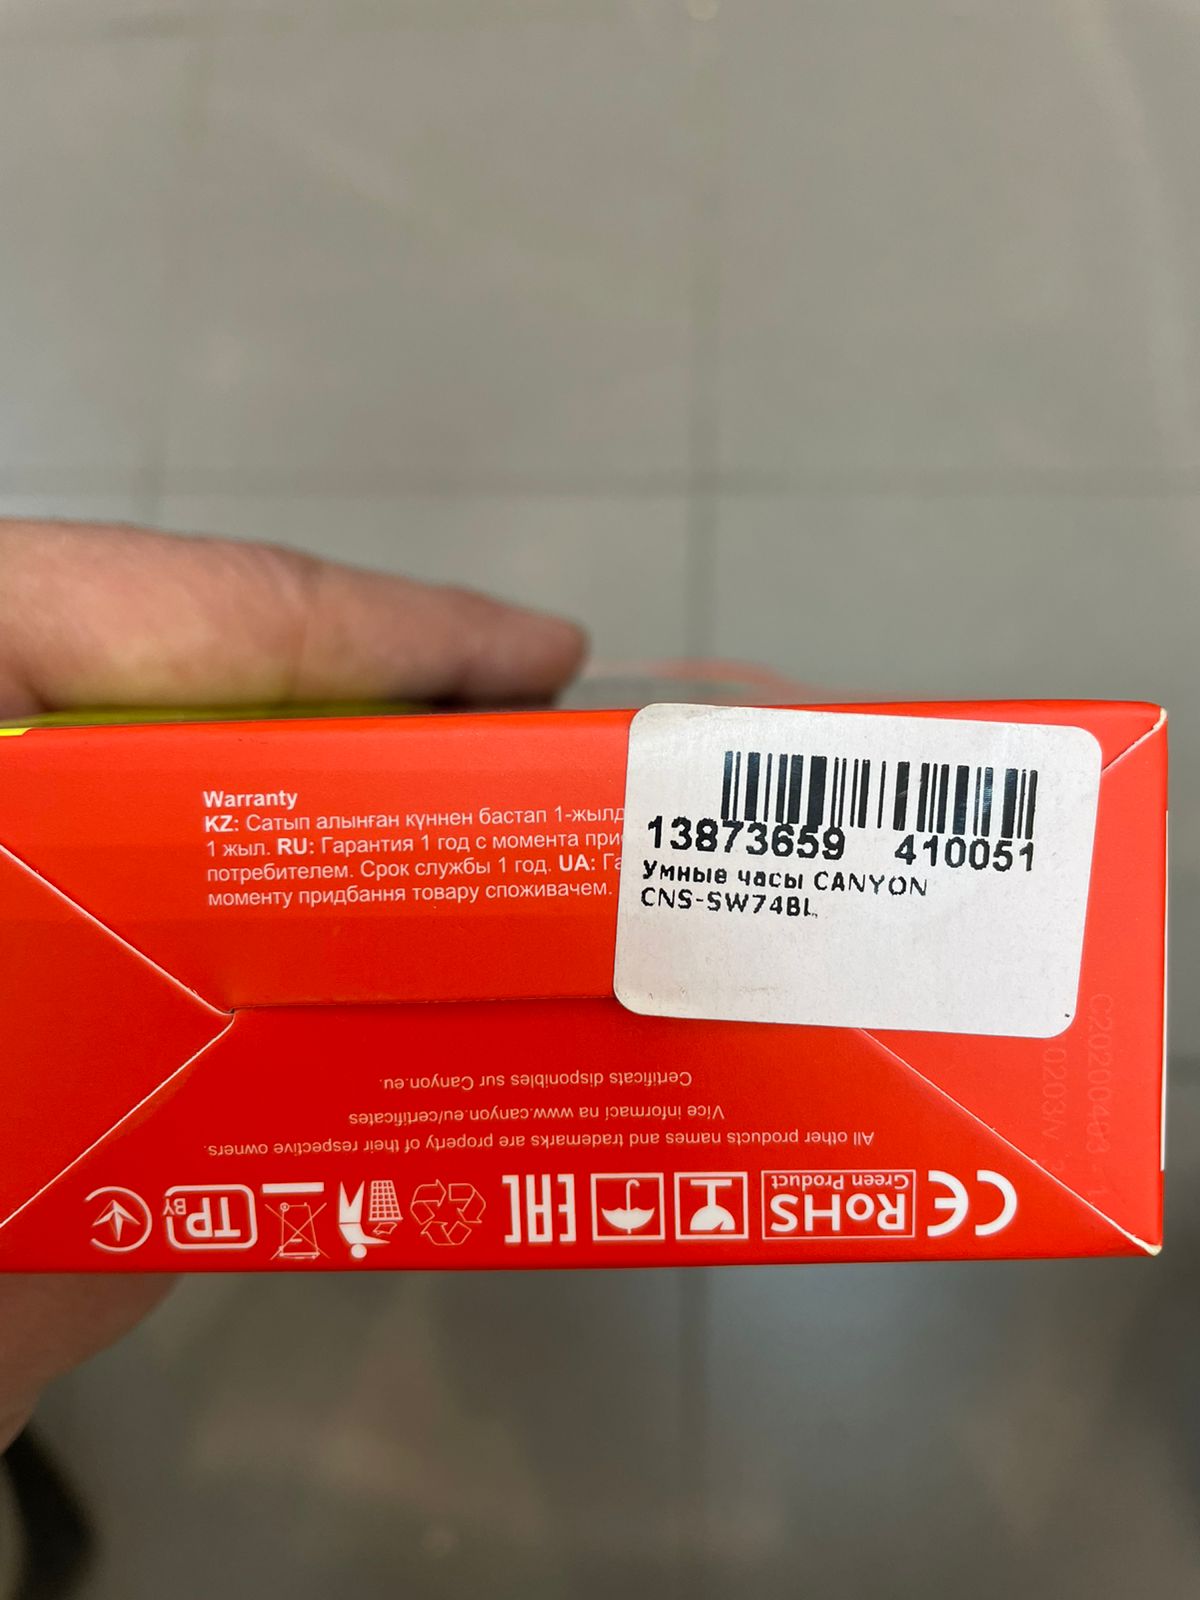 Warranty
KZ: Сатып алынған күннен бастап 1-жылд
1 жыл. RU: Гарантия 1 год с момента при
потребителем. Срок службы 1 год. UA: Га
моменту придбання товару споживачем.
13873659 410051
Умные часы CANYON
CNS-SW74BL
Certificats disponibles sur Canyon.eu.
Více informací na www.canyon.eu/certificates
All other products names and trademarks are property of their respective owners.
CE RoHS
Green Product
EAC
TP
BY